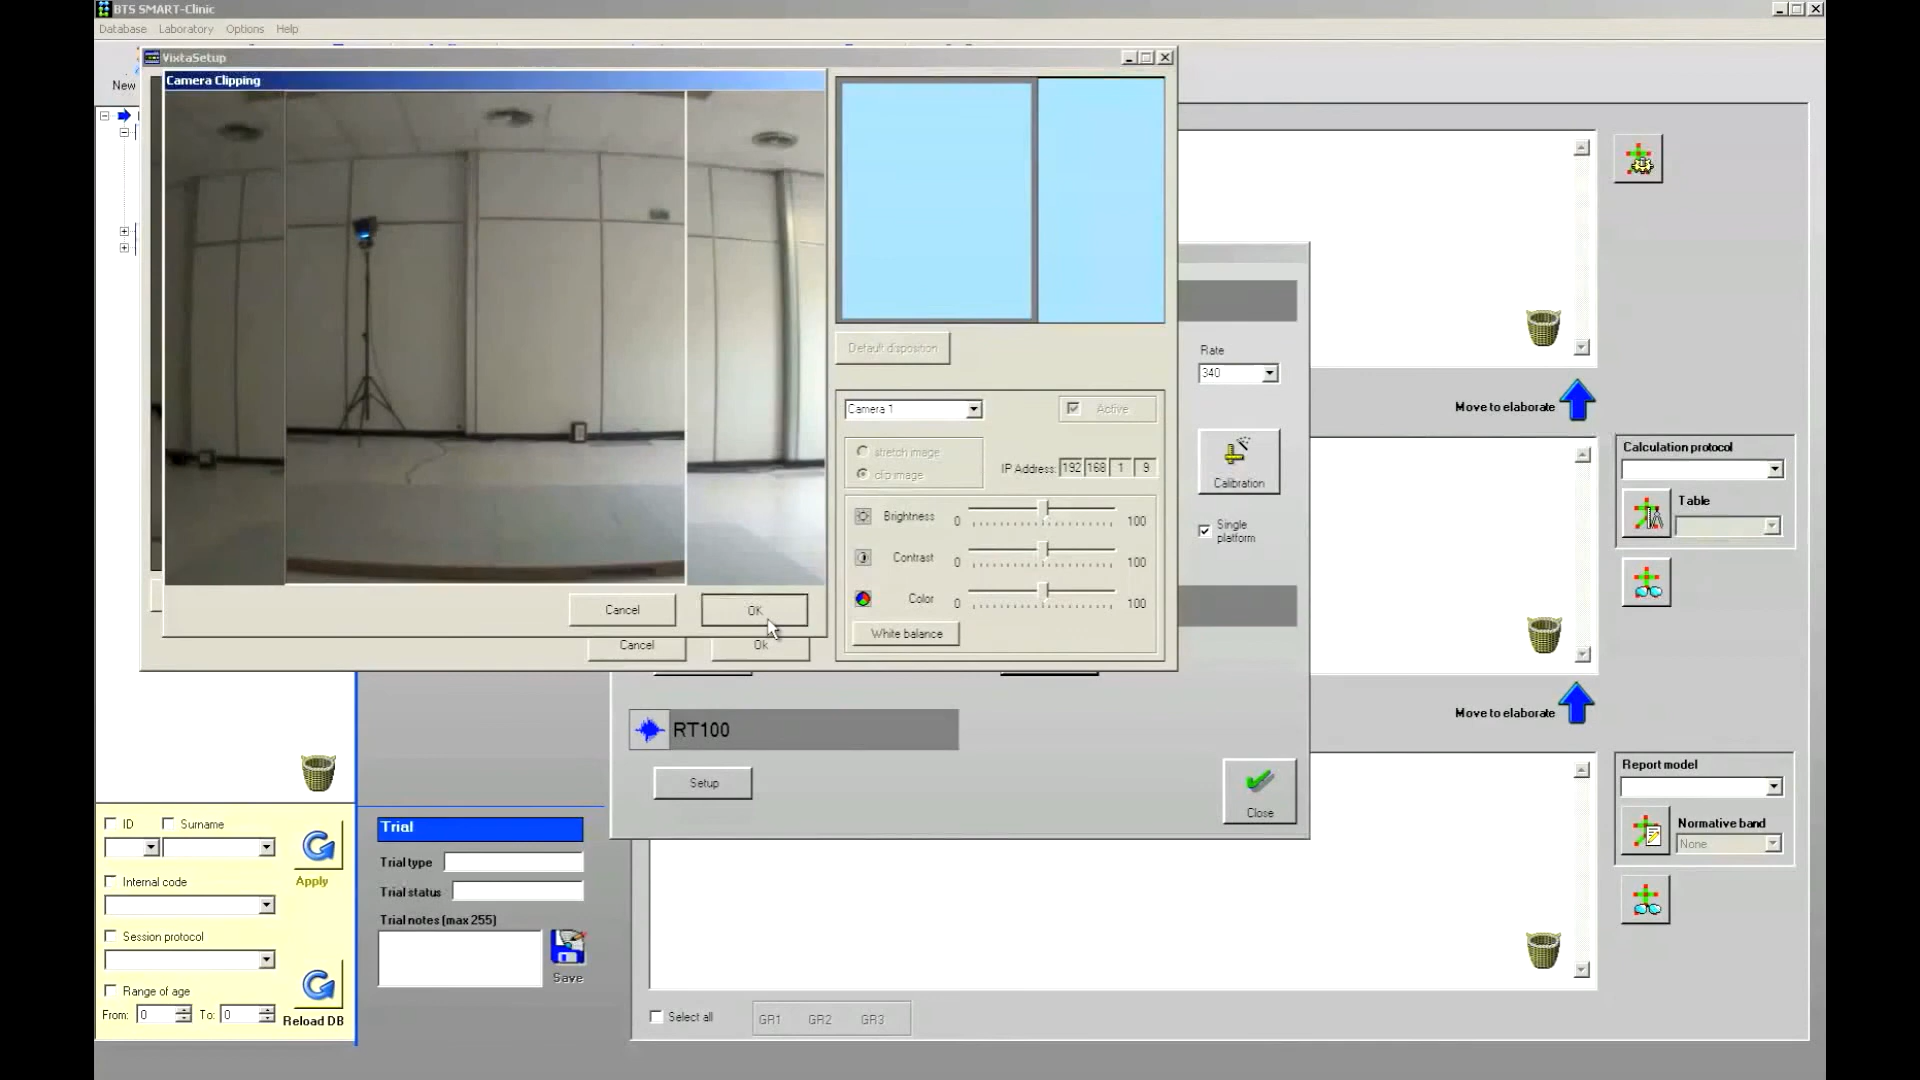 BTS SMART-Clinic
Database Laboratory Options Help
VixtaSetup
Camera Clipping
New
Default disposition
Rate
340
Camera 1
Active
Move to elaborate
stretch image
clip image
IP Address: 192 168 1 9
Calculation protocol
Calibration
Table
Brightness 0 100
Single
platform
Contrast 0 100
Color 0 100
Cancel OK
White balance
Cancel Ok
RT100
Move to elaborate
Setup
Close
Report model
Normative band
None
ID Surname
Apply
Internal code
Session protocol
Range of age
From: 0 To: 0
Reload DB
Trial
Trial type
Trial status
Trial notes (max 255)
Save
Select all
GR1 GR2 GR3